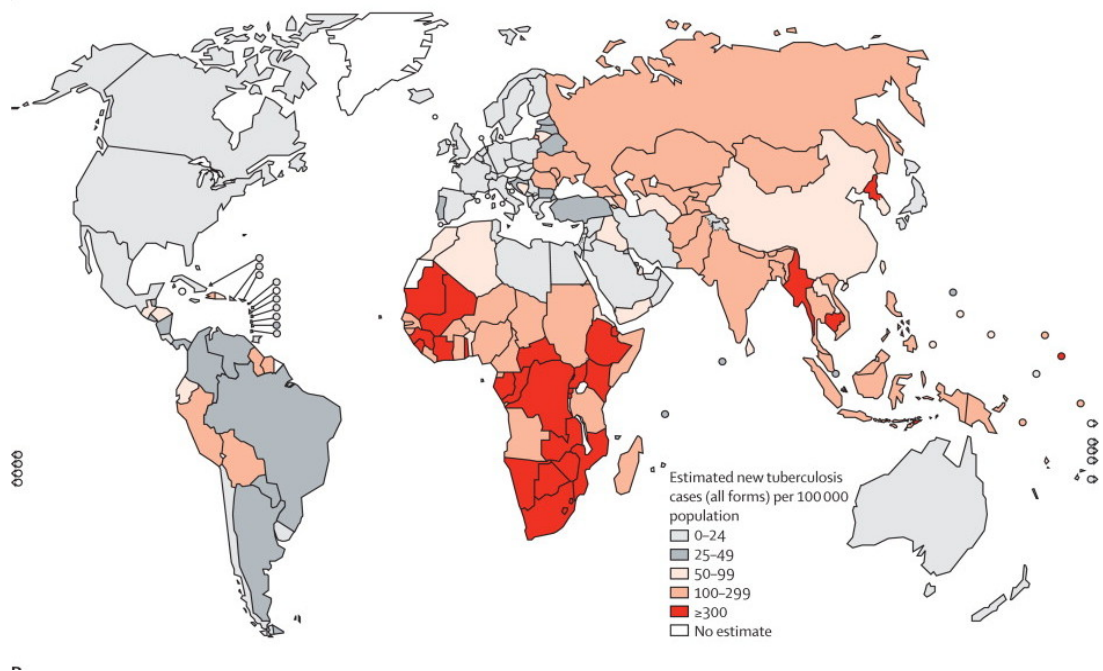 Estimated new tuberculosis
cases (all forms) per 100 000
population
0–24
25–49
50–99
100–299
≥300
No estimate